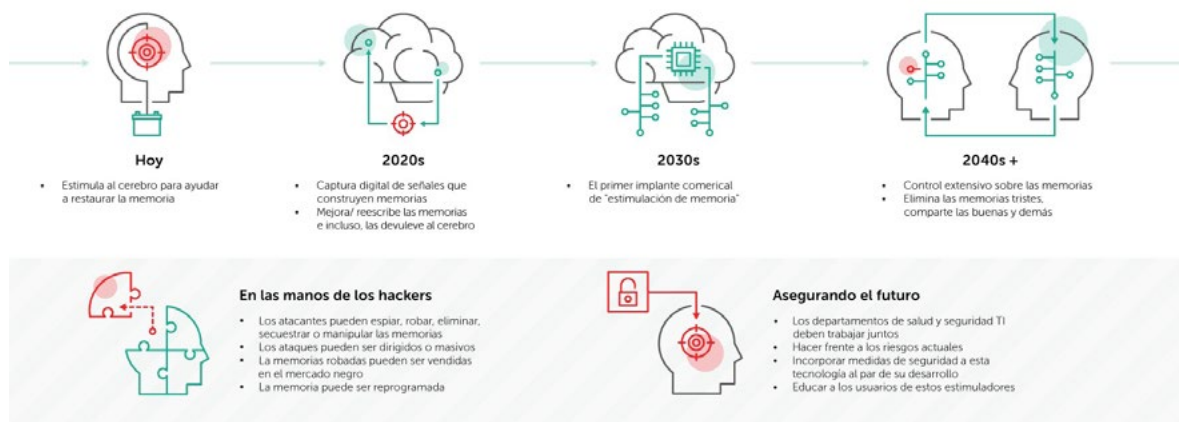 Hoy
• Estimula al cerebro para ayudar
a restaurar la memoria
2020s
• Captura digital de señales que
construyen memorias
• Mejora/ reescribe las memorias
e incluso, las devuleve al cerebro
2030s
• El primer implante comerical
de "estimulación de memoria"
2040s +
• Control extensivo sobre las memorias
• Elimina las memorias tristes,
comparte las buenas y demás
En las manos de los hackers
• Los atacantes pueden espiar, robar, eliminar,
secuestrar o manipular las memorias
• Los ataques pueden ser dirigidos o masivos
• La memorias robadas pueden ser vendidas
en el mercado negro
• La memoria puede ser reprogramada
Asegurando el futuro
• Los departamentos de salud y seguridad TI
deben trabajar juntos
• Hacer frente a los riesgos actuales
• Incorporar medidas de seguridad a esta
tecnología al par de su desarrollo
• Educar a los usuarios de estos estimuladores